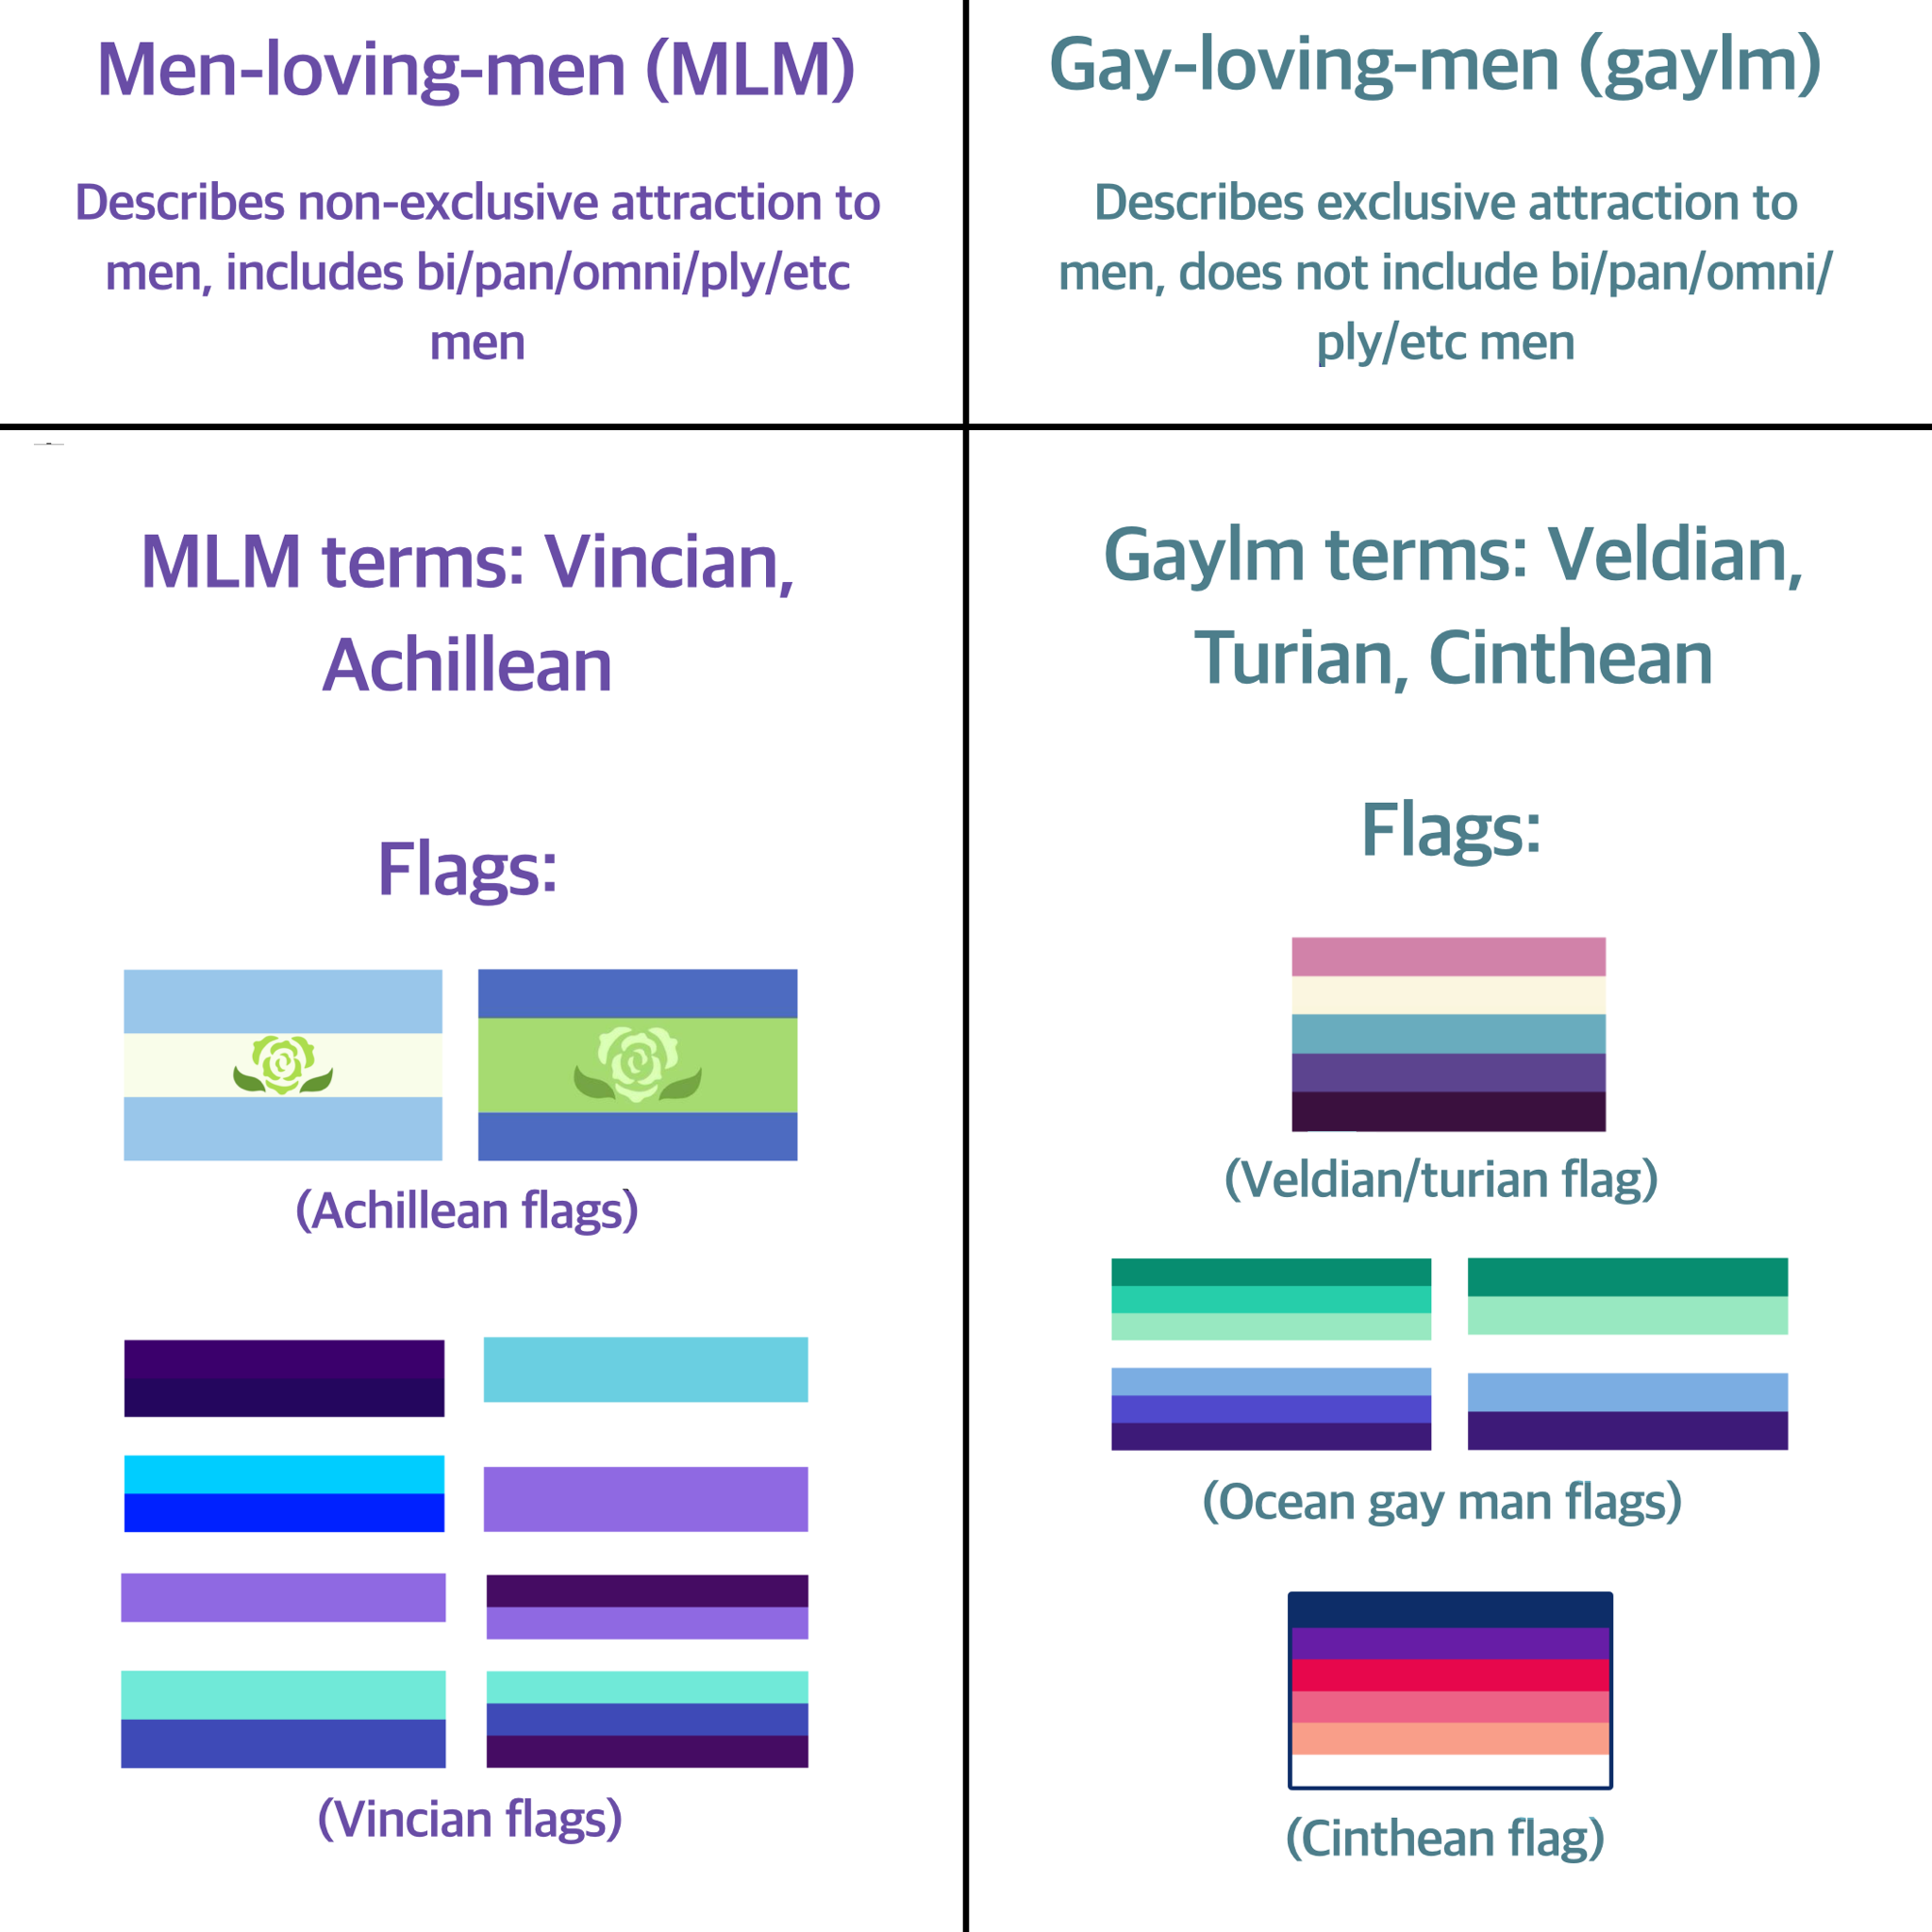 Men-loving-men (MLM)
Describes non-exclusive attraction to
men, includes bi/pan/omni/ply/etc
men
Gay-loving-men (gaylm)
Describes exclusive attraction to
men, does not include bi/pan/omni/
ply/etc men
MLM terms: Vincian,
Achillean
Flags:
(Achillean flags)
(Vincian flags)
Gaylm terms: Veldian,
Turian, Cinthean
Flags:
(Veldian/turian flag)
(Ocean gay man flags)
(Cinthean flag)